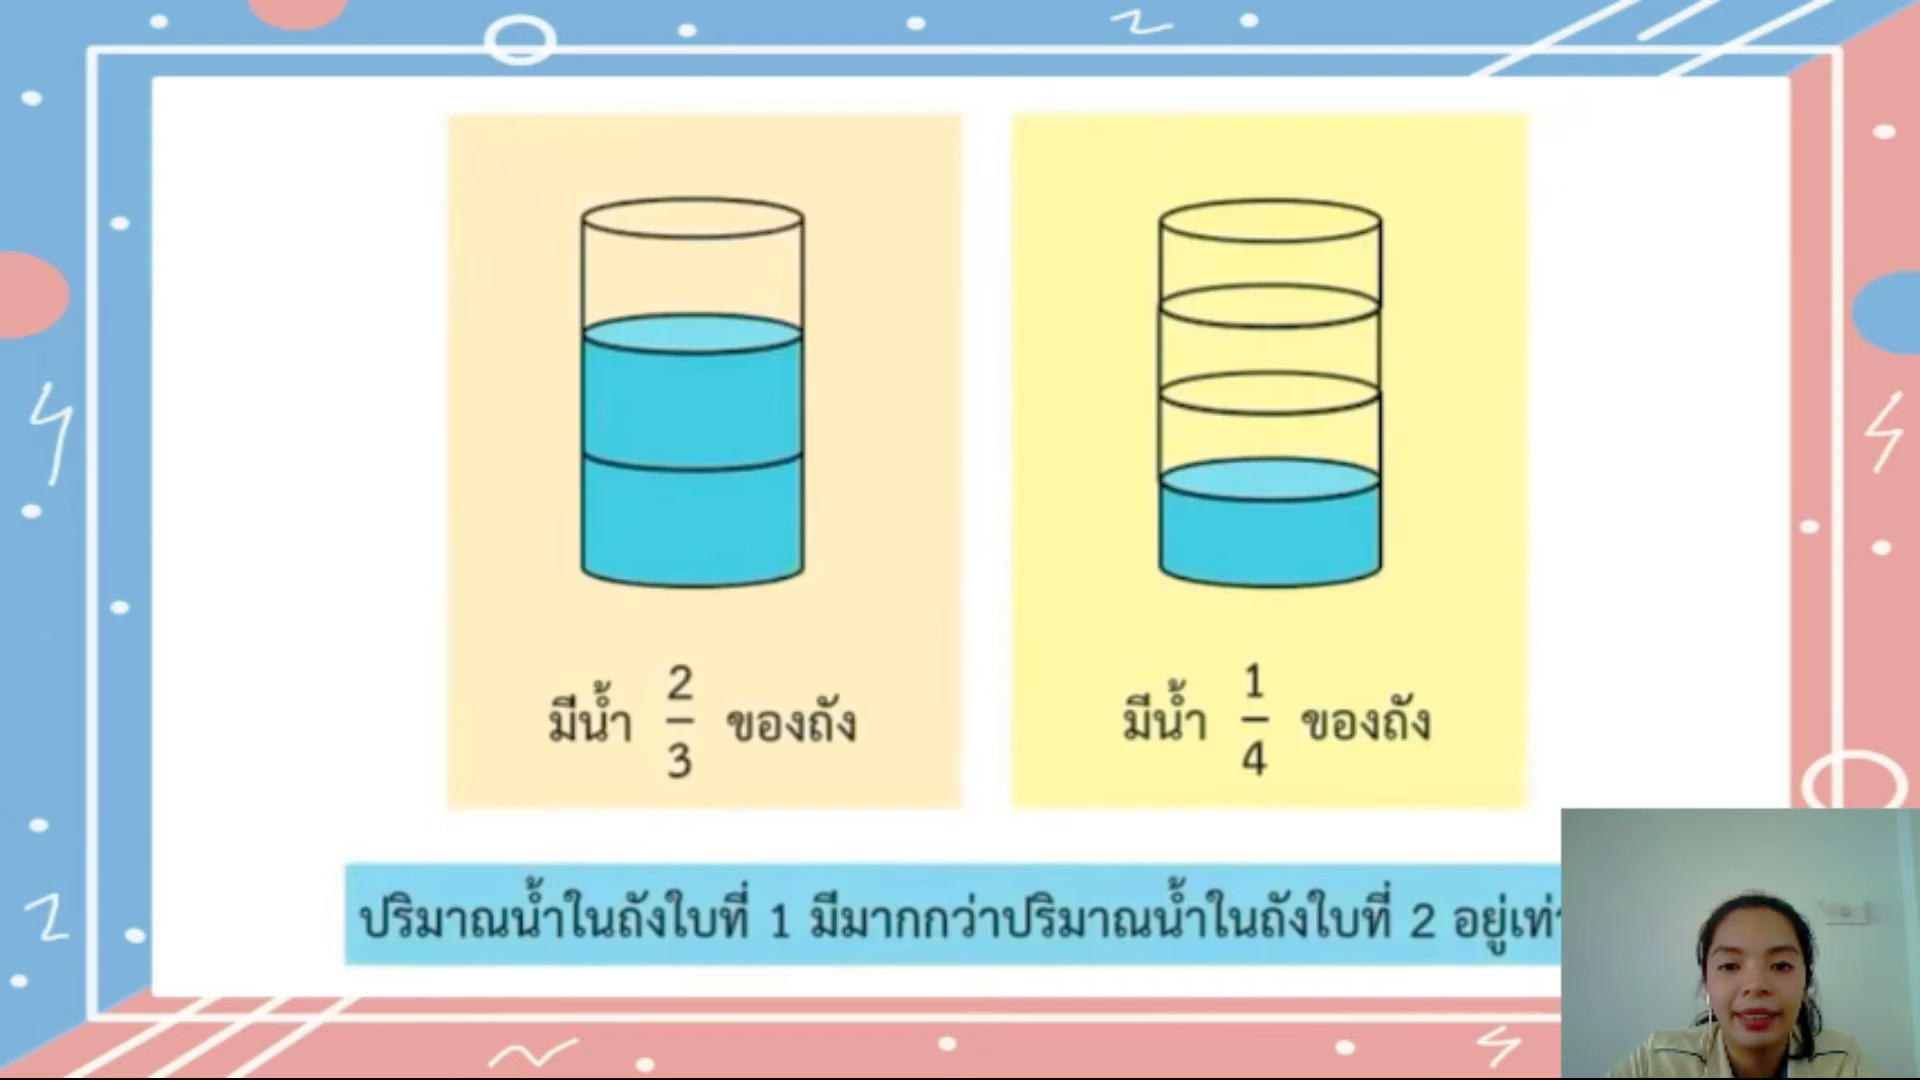 มีน้ำ 2/3 ของถัง
มีน้ำ 1/4 ของถัง
ปริมาณน้ำในถังใบที่ 1 มีมากกว่าปริมาณน้ำในถังใบที่ 2 อยู่